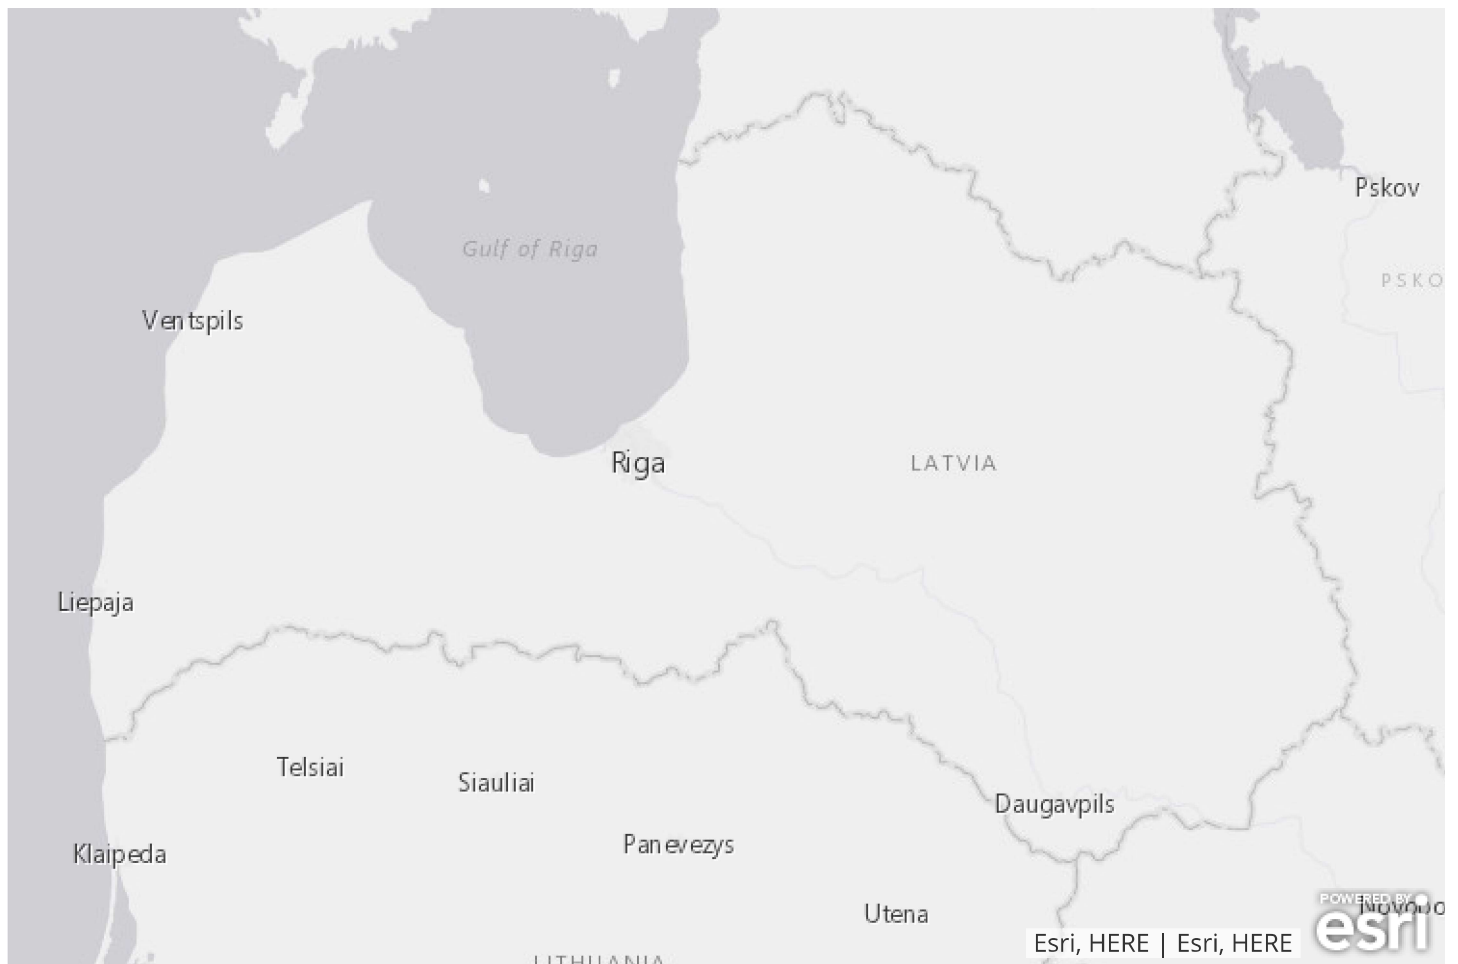 Pskov
Gulf of Riga
PSKO
Ventspils
Riga
LATVIA
Liepaja
Telsiai
Siauliai
Daugavpils
Panevezys
Klaipeda
Utena
POWERED BY
esri
Esri, HERE | Esri, HERE
LITHUANIA